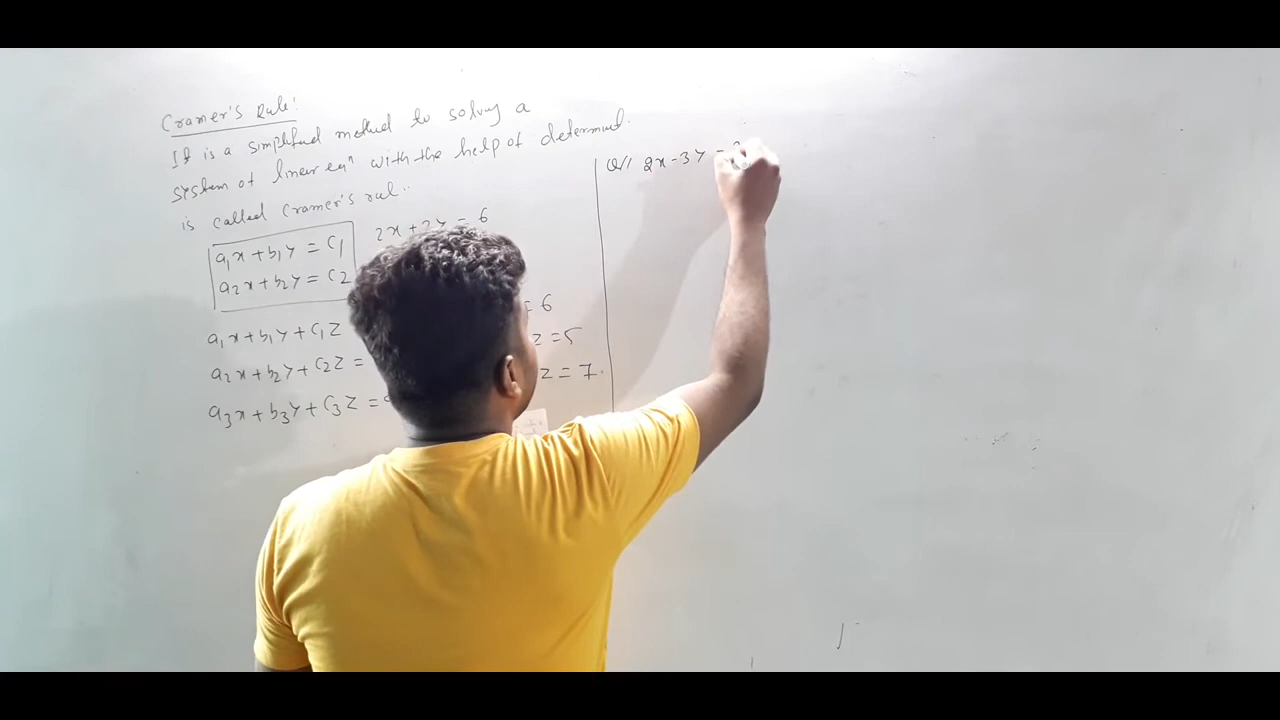 Cramer's Rule:
It is a simplified method to solving a
system of linear eqⁿ with the help of determinant.
is called Cramer's rule..
a₁x + b₁y = c₁
a₂x + b₂y = c₂
2x + 2y = 6
a₁x + b₁y + c₁z
a₂x + b₂y + c₂z =
a₃x + b₃y + c₃z =
= 6
z = 5
z = 7.
Q// 2x - 3y =